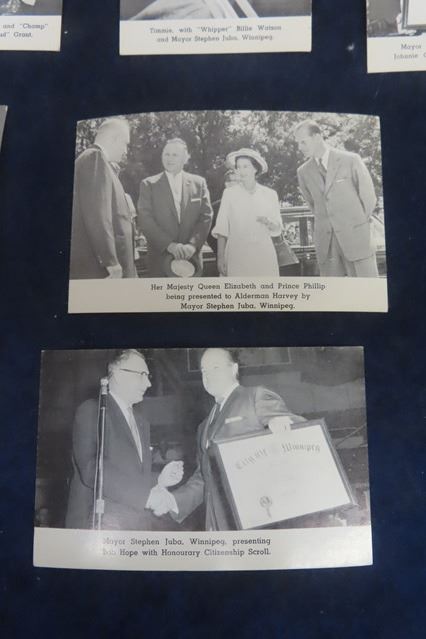 and "Champ"
Grant.
Timmie, with "Whipper" Billie Watson
and Mayor Stephen Juba, Winnipeg.
Mayor
Johnnie
Her Majesty Queen Elizabeth and Prince Phillip
being presented to Alderman Harvey by
Mayor Stephen Juba, Winnipeg.
City of Winnipeg
Mayor Stephen Juba, Winnipeg, presenting
Bob Hope with Honourary Citizenship Scroll.